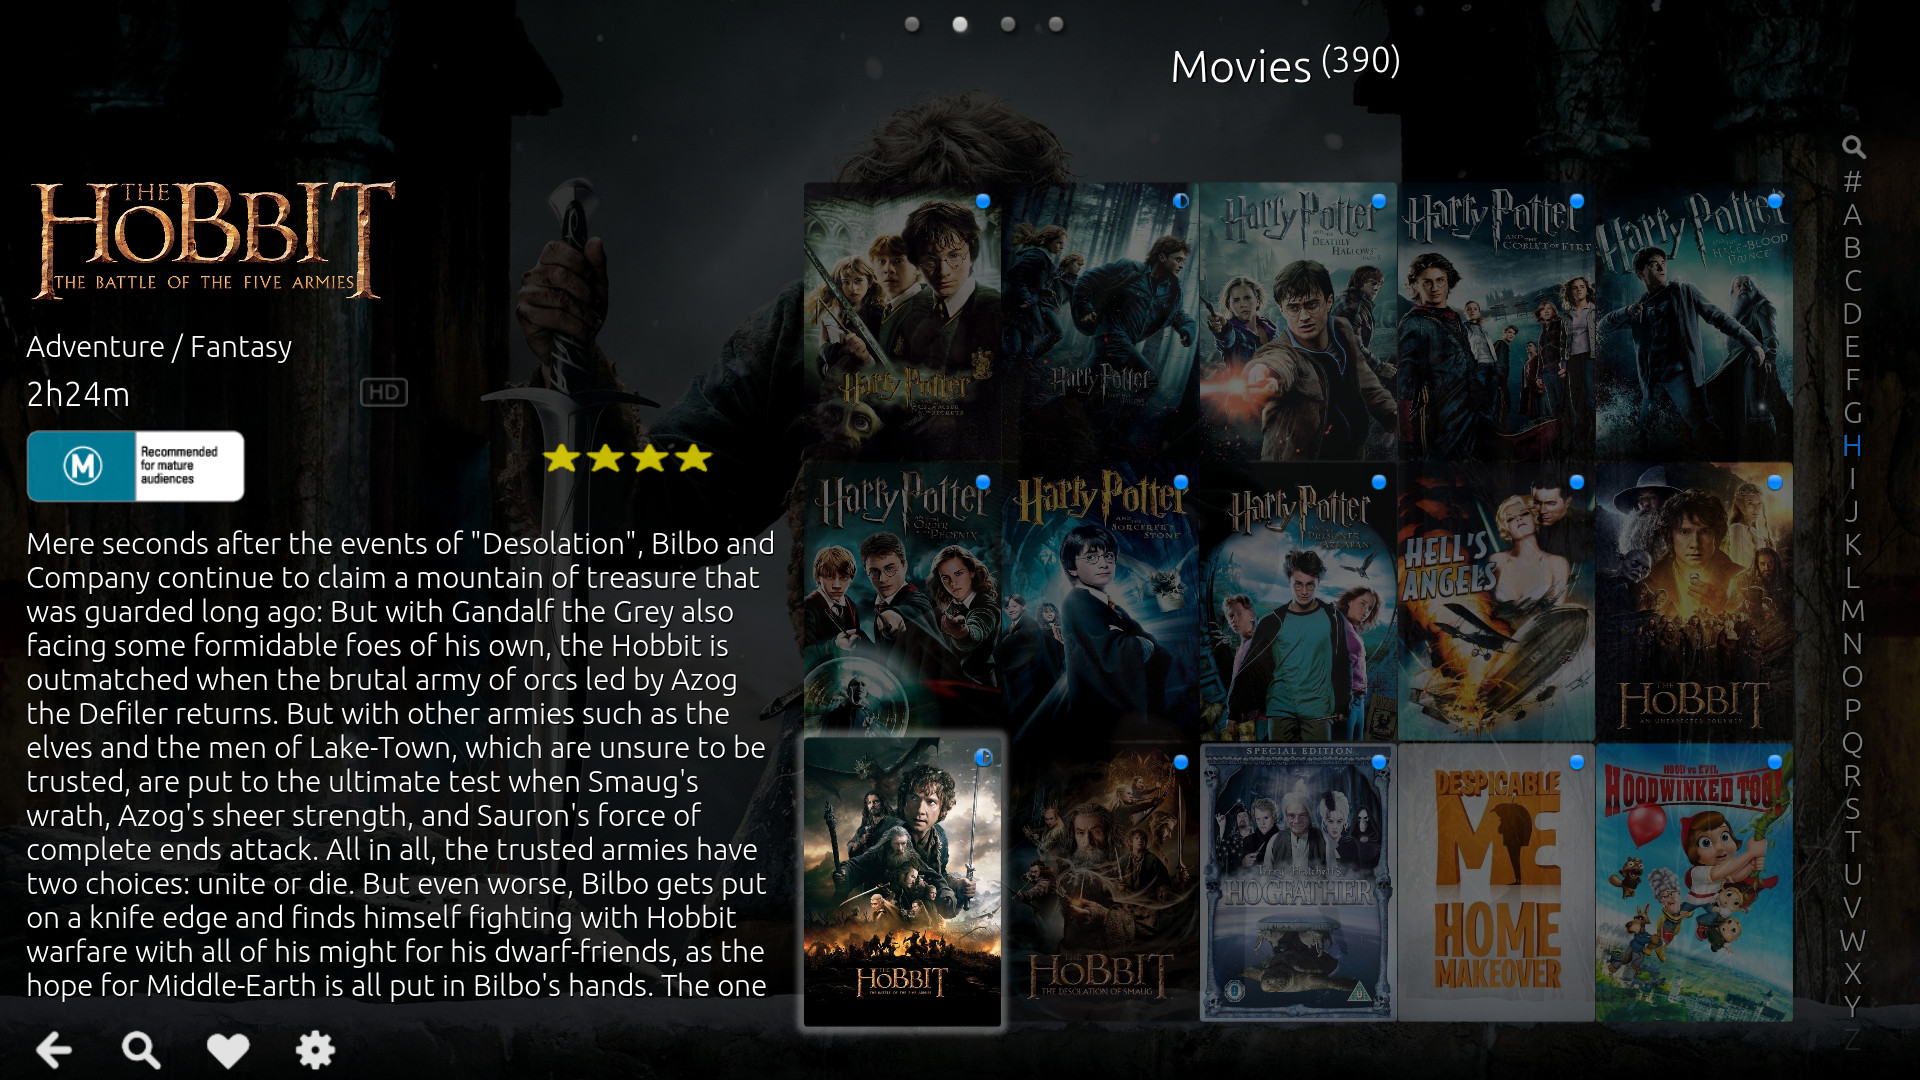 Movies (390)
THE
HOBBIT
THE BATTLE OF THE FIVE ARMIES
Adventure / Fantasy
2h24m
HD
M
Recommended
for mature
audiences
Mere seconds after the events of "Desolation", Bilbo and
Company continue to claim a mountain of treasure that
was guarded long ago: But with Gandalf the Grey also
facing some formidable foes of his own, the Hobbit is
outmatched when the brutal army of orcs led by Azog
the Defiler returns. But with other armies such as the
elves and the men of Lake-Town, which are unsure to be
trusted, are put to the ultimate test when Smaug's
wrath, Azog's sheer strength, and Sauron's force of
complete ends attack. All in all, the trusted armies have
two choices: unite or die. But even worse, Bilbo gets put
on a knife edge and finds himself fighting with Hobbit
warfare with all of his might for his dwarf-friends, as the
hope for Middle-Earth is all put in Bilbo's hands. The one
Harry Potter
CHAMBER
SECRETS
Harry Potter
Harry Potter
DEATHLY
HALLOWS
Harry Potter
AND THE
GOBLET OF FIRE
Harry Potter
HALF-BLOOD
PRINCE
Harry Potter
ORDER
PHOENIX
Harry Potter
AND THE
SORCERER'S
STONE
Harry Potter
PRISONER
AZKABAN
HELL'S
ANGELS
THE
HOBBIT
AN UNEXPECTED JOURNEY
THE
HOBBIT
THE BATTLE OF THE FIVE ARMIES
THE
HOBBIT
THE DESOLATION OF SMAUG
SPECIAL EDITION
Terry Pratchett's
HOGFATHER
DESPICABLE
ME
HOME
MAKEOVER
HOOD vs EVIL
HOODWINKED TOO!
#
A
B
C
D
E
F
G
H
I
J
K
L
M
N
O
P
Q
R
S
T
U
V
W
X
Y
Z